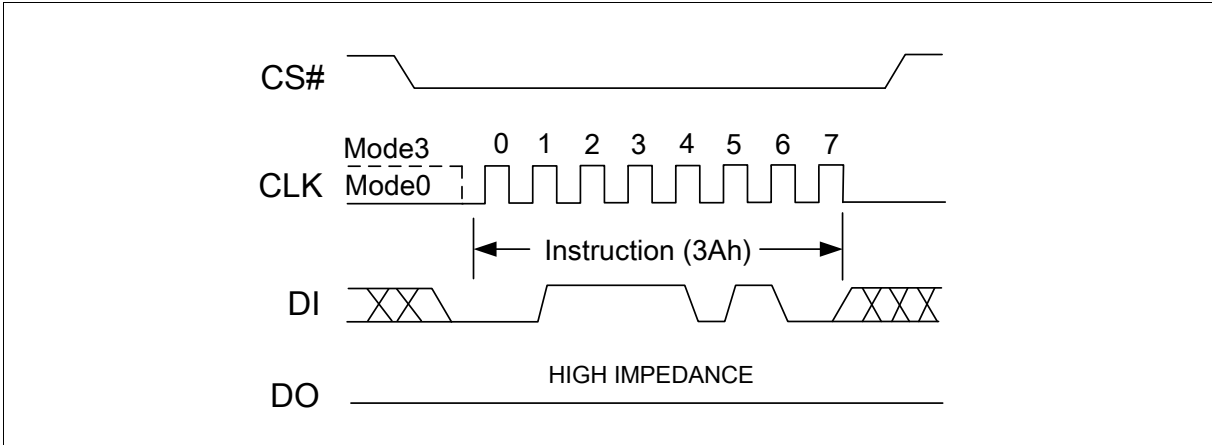 CS#
Mode3
0 1 2 3 4 5 6 7
CLK
Mode0
Instruction (3Ah)
DI
HIGH IMPEDANCE
DO